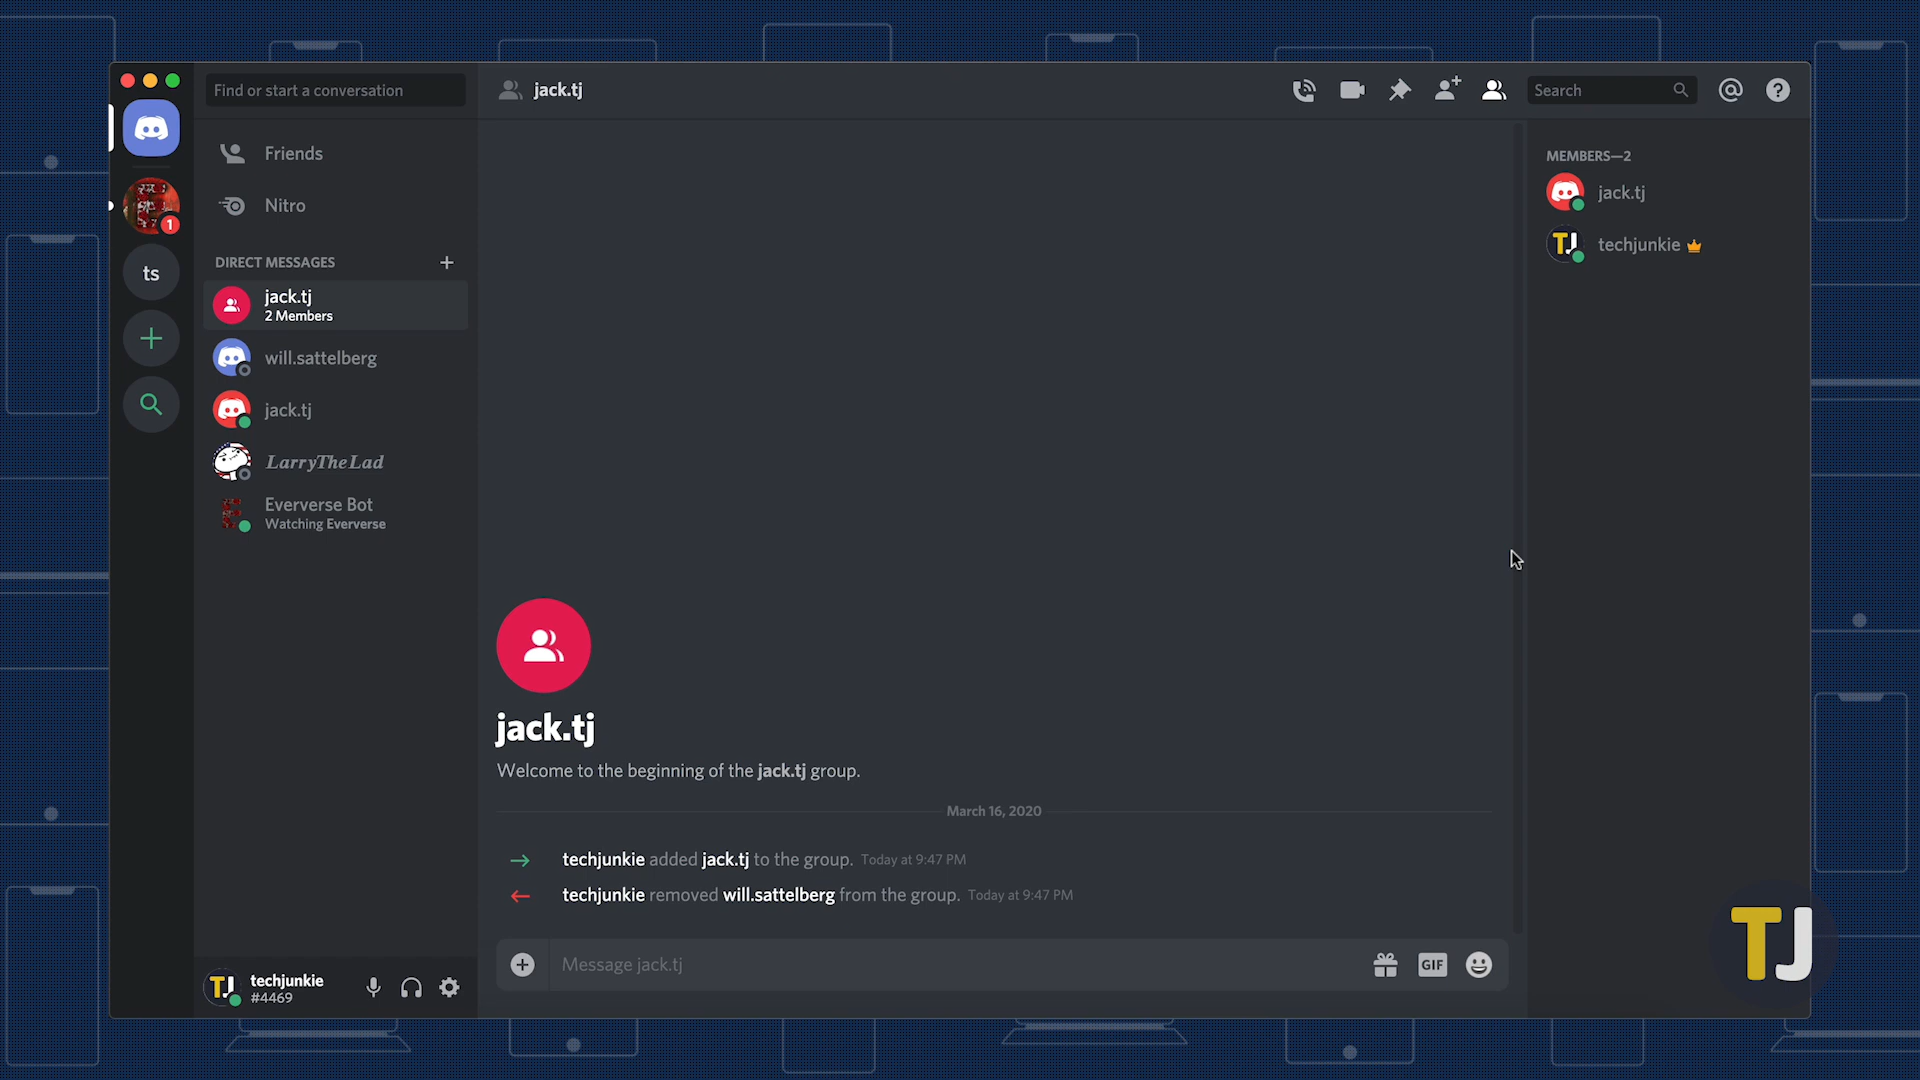 Find or start a conversation
Friends
Nitro
DIRECT MESSAGES
jack.tj
2 Members
will.sattelberg
jack.tj
LarryTheLad
Eververse Bot
Watching Eververse
techjunkie
#4469
1
ts
TJ
jack.tj
Search
jack.tj
Welcome to the beginning of the jack.tj group.
March 16, 2020
techjunkie added jack.tj to the group. Today at 9:47 PM
techjunkie removed will.sattelberg from the group. Today at 9:47 PM
Message jack.tj
GIF
MEMBERS—2
jack.tj
TJ
techjunkie
TJ